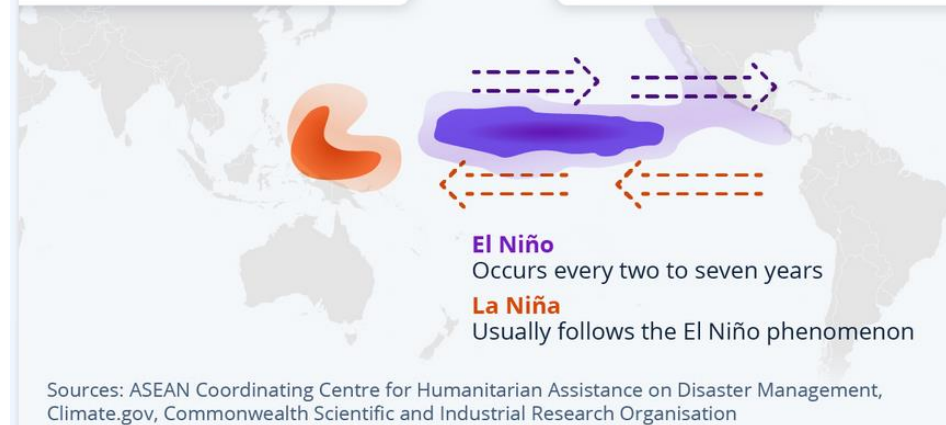 El Niño
Occurs every two to seven years
La Niña
Usually follows the El Niño phenomenon
Sources: ASEAN Coordinating Centre for Humanitarian Assistance on Disaster Management,
Climate.gov, Commonwealth Scientific and Industrial Research Organisation